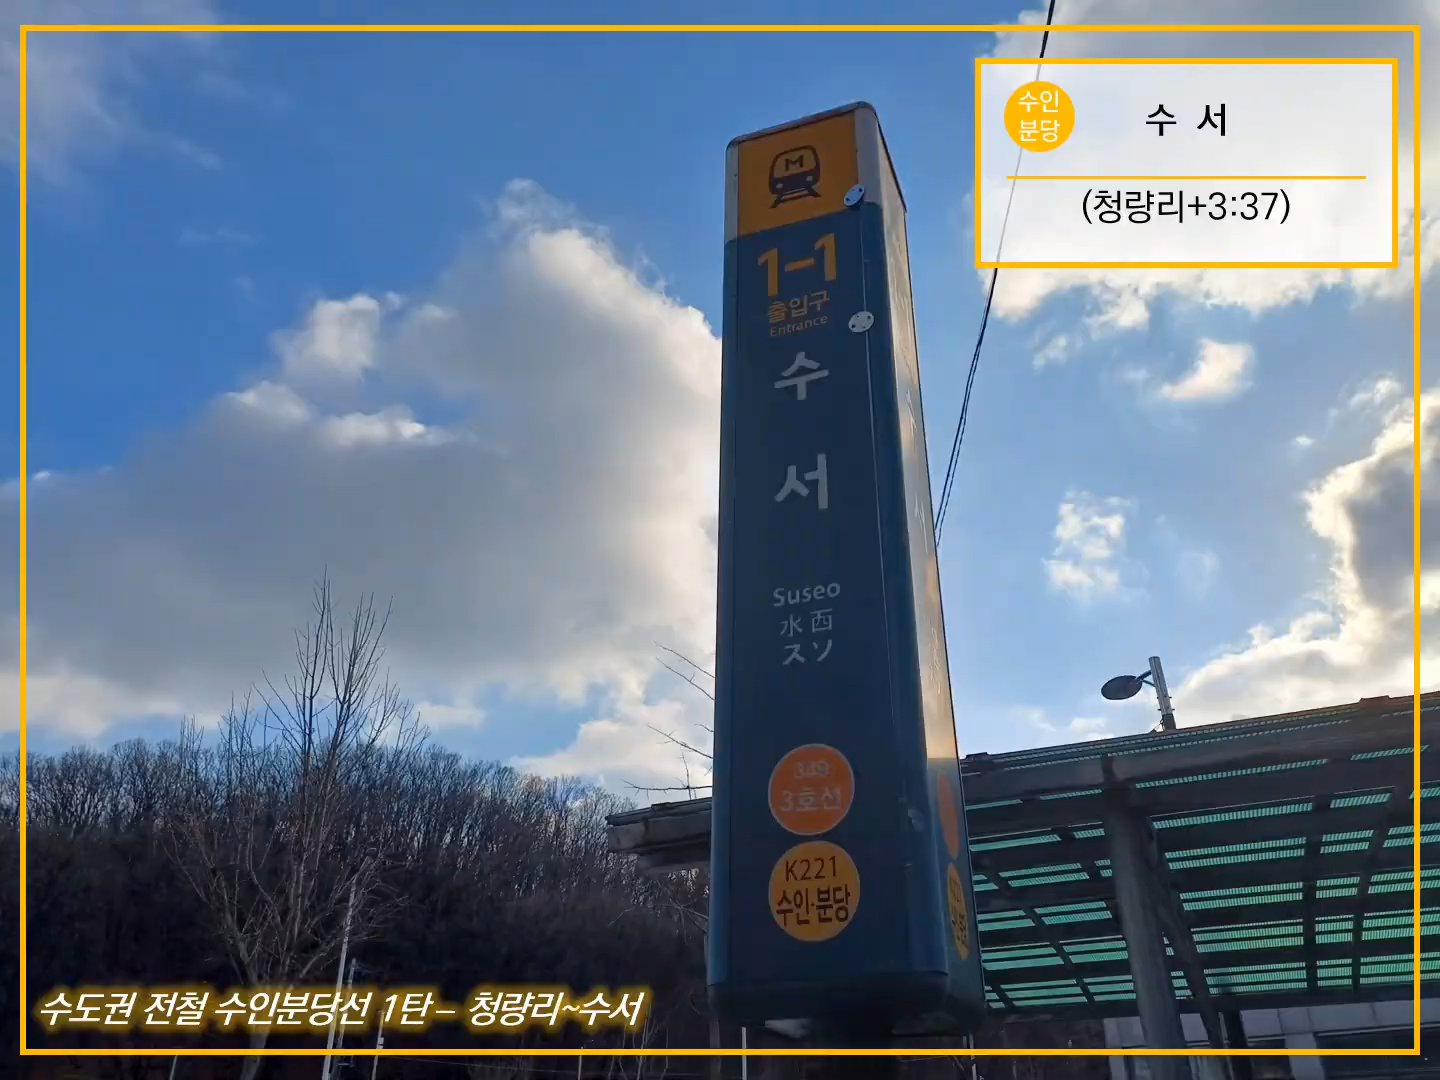 수인
분당
수 서
(청량리+3:37)
M
1-1
출입구
Entrance
수
서
Suseo
水西
スソ
349
3호선
K221
수인·분당
수도권 전철 수인분당선 1탄 – 청량리~수서